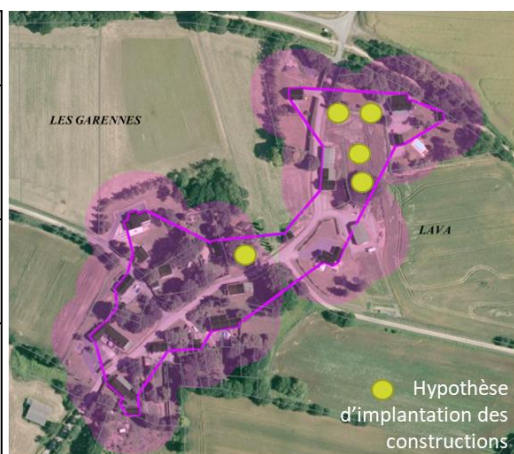 LES GARENNES
LAVA
Hypothèse
d'implantation des
constructions